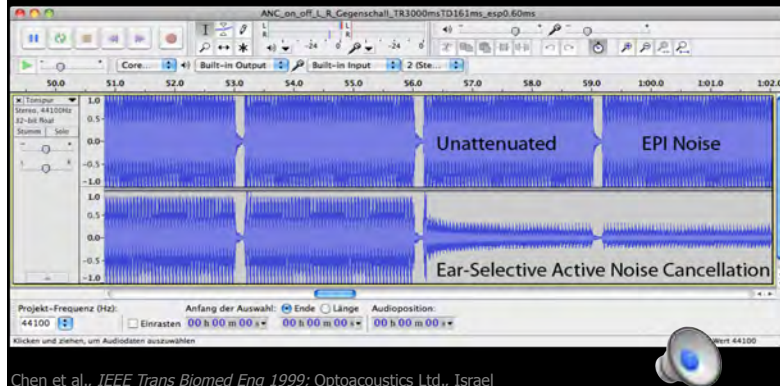 ANC_on_off_L_R_Gegenschall_TR3000msTD161ms_esp0.60ms
L
R
-24 0
-24 0
Core... Built-in Output Built-in Input 2 (Ste...
50.0 51.0 52.0 53.0 54.0 55.0 56.0 57.0 58.0 59.0 1:00.0 1:01.0 1:02.0
Tonspur
Stereo, 44100Hz
32-bit float
Stumm Solo
- +
L R
1.0
0.5-
0.0-
-0.5-
-1.0
Unattenuated EPI Noise
1.0
0.5-
0.0-
-0.5-
-1.0
Ear-Selective Active Noise Cancellation
Projekt-Frequenz (Hz): Anfang der Auswahl: Ende Länge Audioposition:
44100 Einrasten 00 h 00 m 00 s 00 h 00 m 00 s 00 h 00 m 00 s
Klicken und ziehen, um Audiodaten auszuwählen Wert 44100
Chen et al., IEEE Trans Biomed Eng 1999; Optoacoustics Ltd., Israel